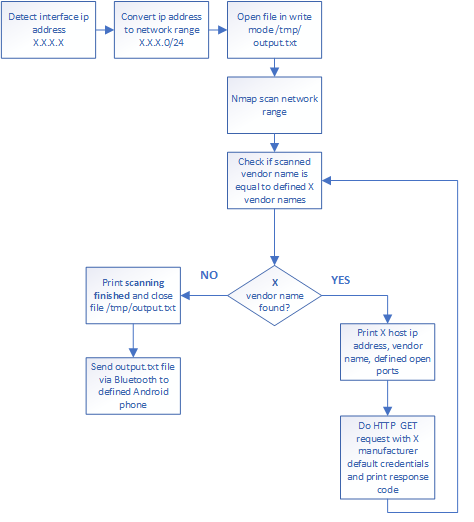 Detect interface ip
address
X.X.X.X
Convert ip address
to network range
X.X.X.0/24
Open file in write
mode /tmp/
output.txt
Nmap scan network
range
Check if scanned
vendor name is
equal to defined X
vendor names
X
vendor name
found?
NO
YES
Print scanning
finished and close
file /tmp/output.txt
Send output.txt file
via Bluetooth to
defined Android
phone
Print X host ip
address, vendor
name, defined open
ports
Do HTTP GET
request with X
manufacturer
default credentials
and print response
code